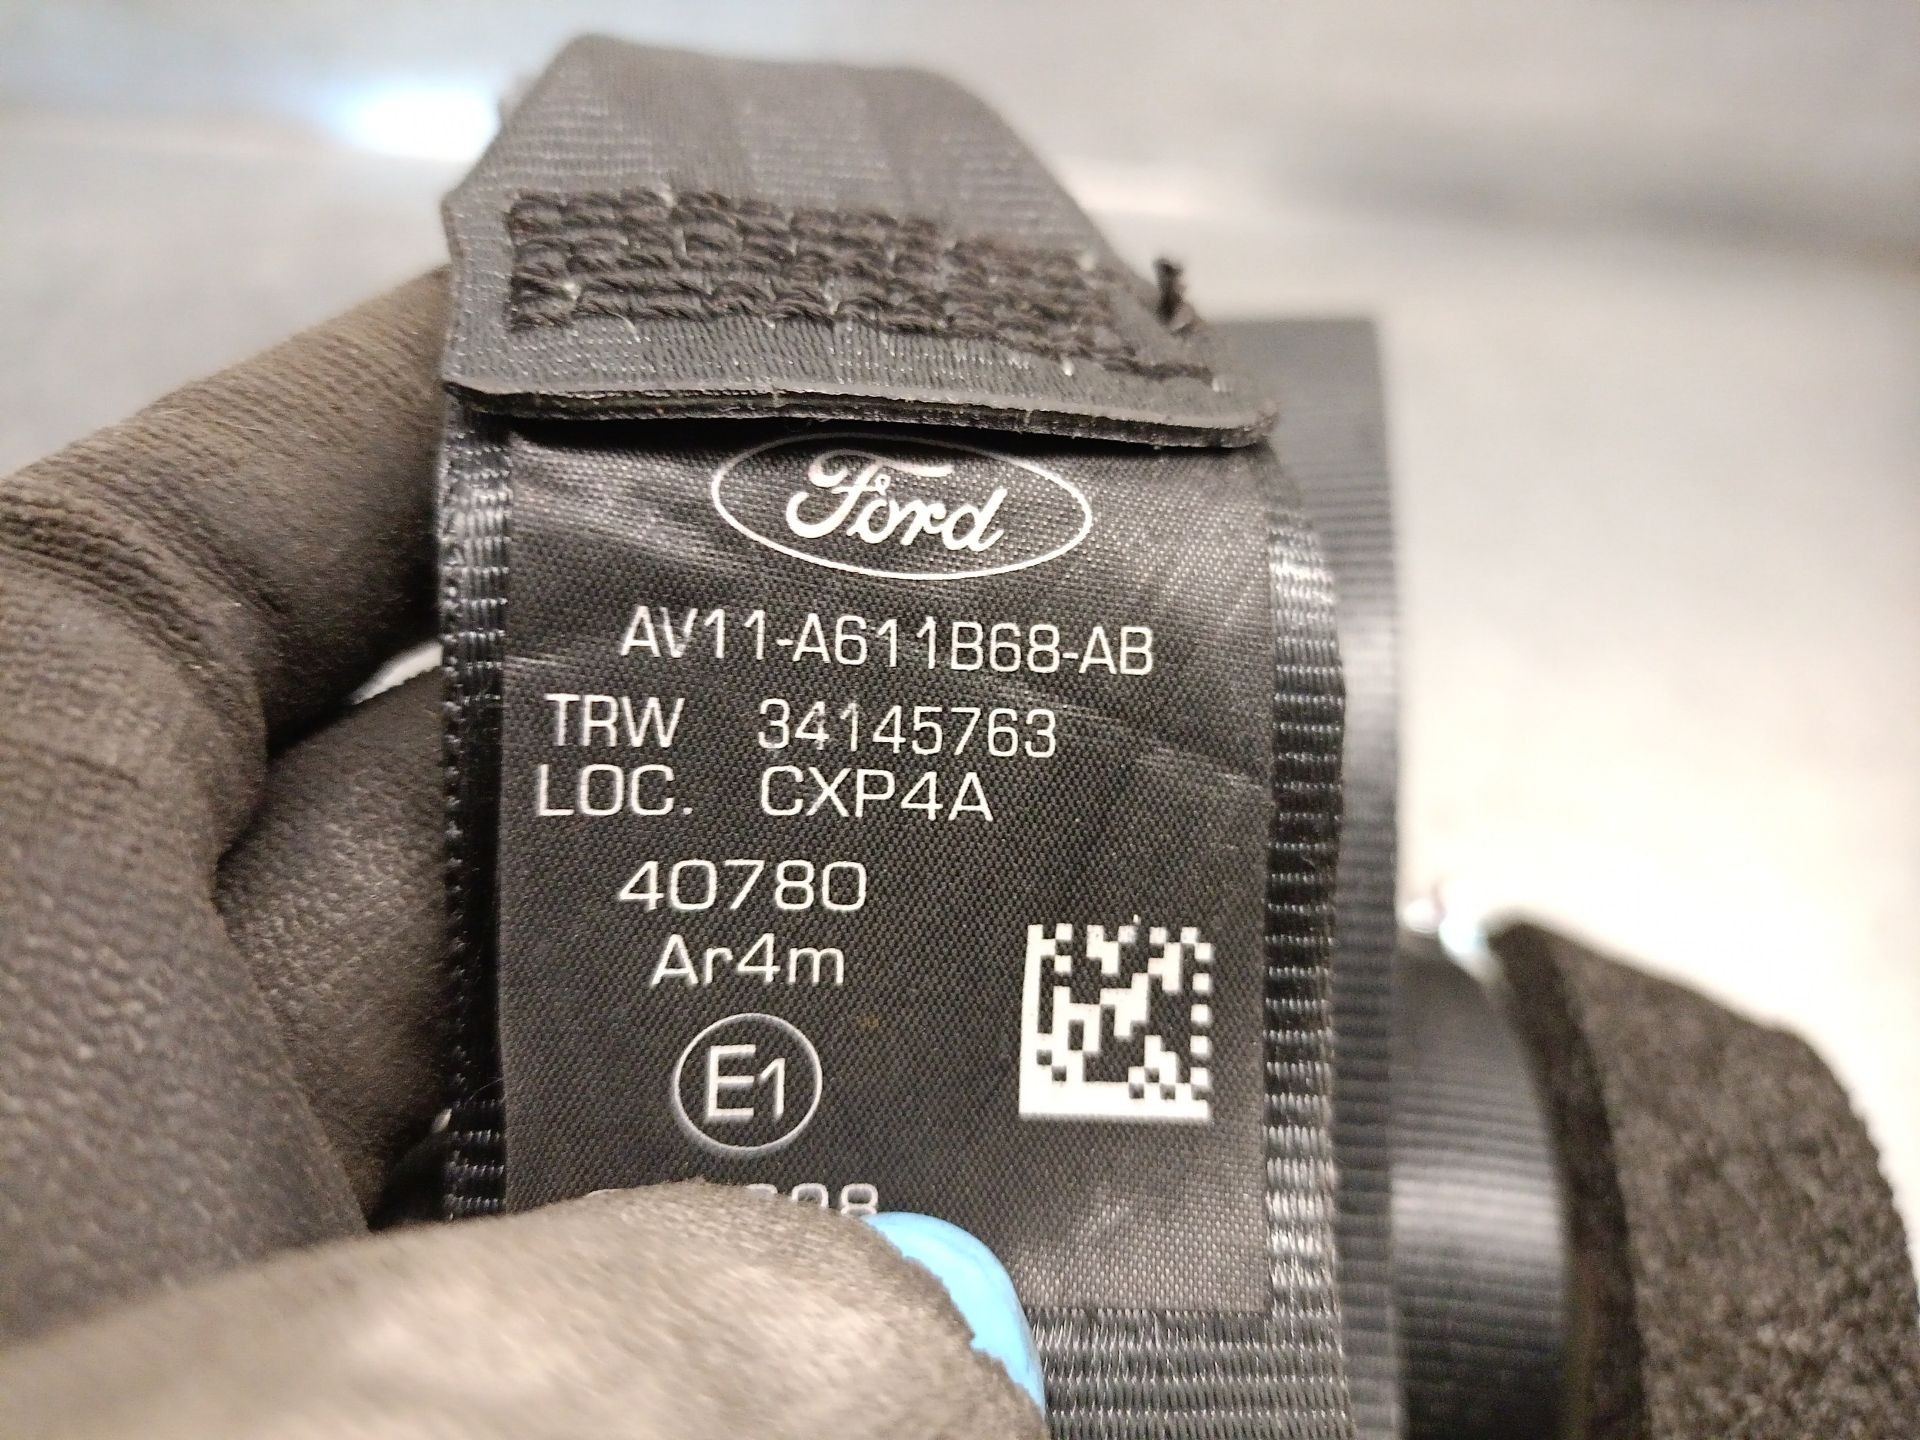 Ford
AV11-A611B68-AB
TRW 34145763
LOC. CXP4A
40780
Ar4m
E1